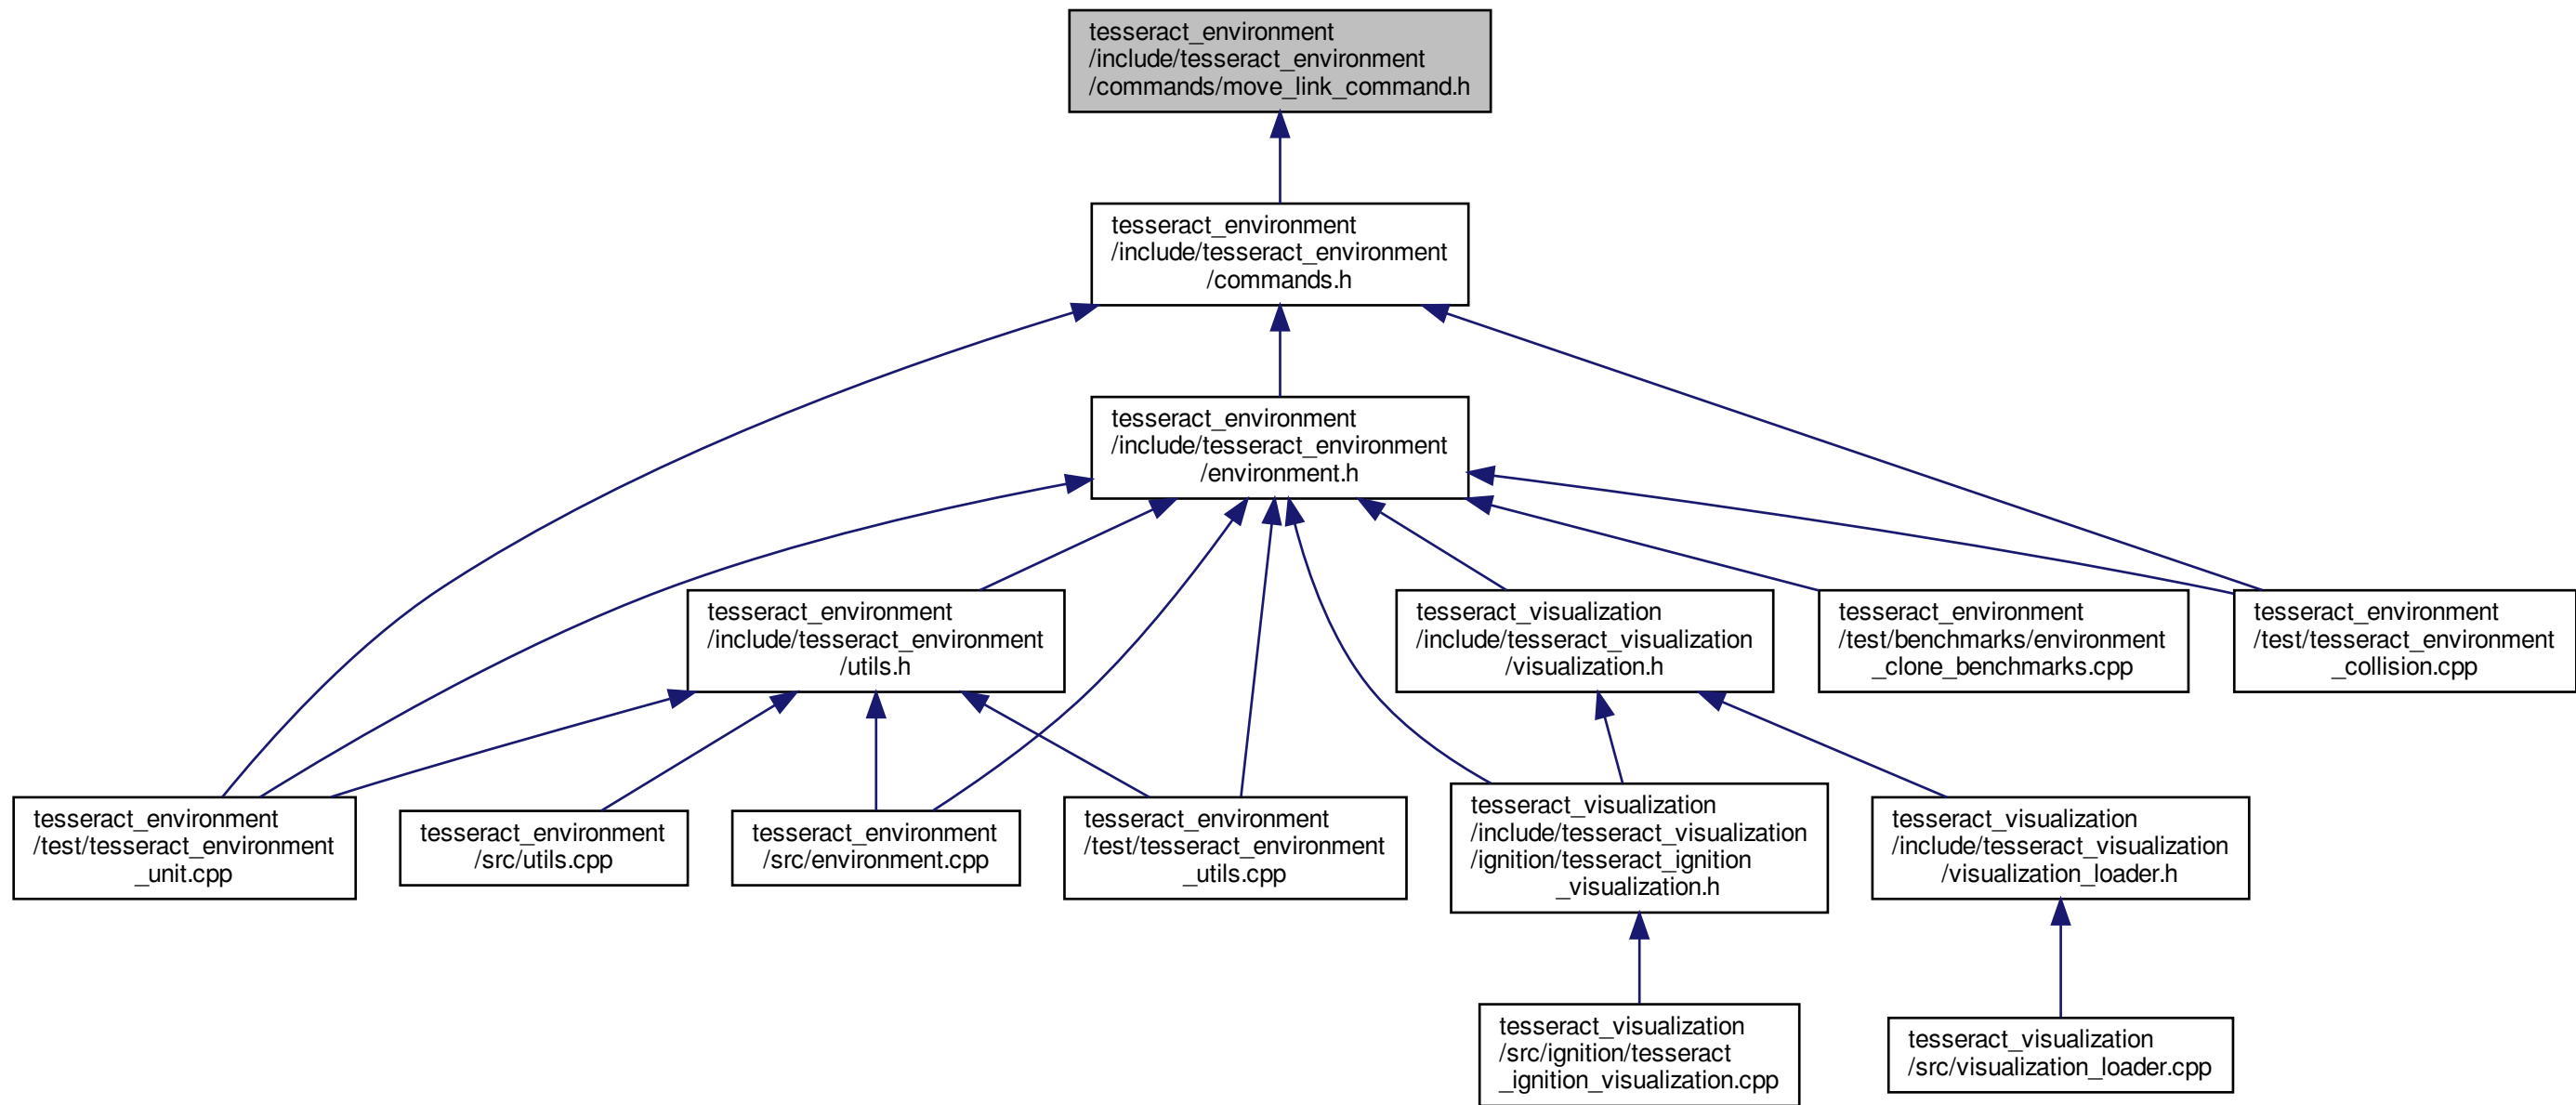 tesseract_environment
/include/tesseract_environment
/commands/move_link_command.h
tesseract_environment
/include/tesseract_environment
/commands.h
tesseract_environment
/include/tesseract_environment
/environment.h
tesseract_environment
/include/tesseract_environment
/utils.h
tesseract_visualization
/include/tesseract_visualization
/visualization.h
tesseract_environment
/test/benchmarks/environment
_clone_benchmarks.cpp
tesseract_environment
/test/tesseract_environment
_collision.cpp
tesseract_environment
/test/tesseract_environment
_unit.cpp
tesseract_environment
/src/utils.cpp
tesseract_environment
/src/environment.cpp
tesseract_environment
/test/tesseract_environment
_utils.cpp
tesseract_visualization
/include/tesseract_visualization
/ignition/tesseract_ignition
_visualization.h
tesseract_visualization
/include/tesseract_visualization
/visualization_loader.h
tesseract_visualization
/src/ignition/tesseract
_ignition_visualization.cpp
tesseract_visualization
/src/visualization_loader.cpp